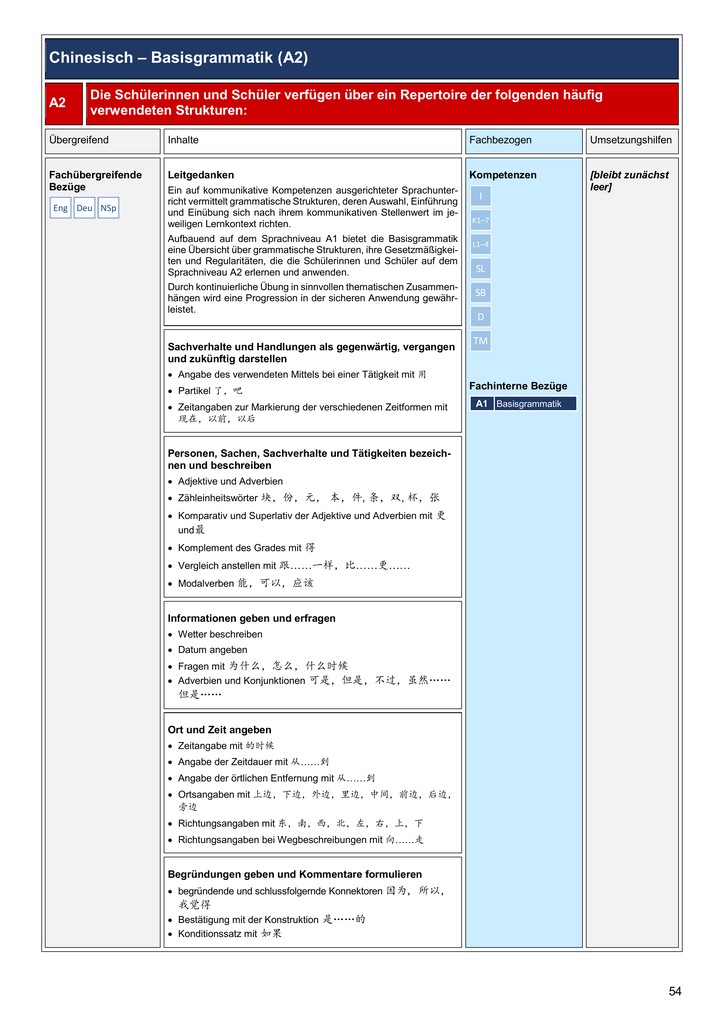 Chinesisch – Basisgrammatik (A2)
A2
Die Schülerinnen und Schüler verfügen über ein Repertoire der folgenden häufig
verwendeten Strukturen:
Übergreifend
Inhalte
Fachbezogen
Umsetzungshilfen
Fachübergreifende
Bezüge
Eng Deu NSp
Leitgedanken
Ein auf kommunikative Kompetenzen ausgerichteter Sprachunter-
richt vermittelt grammatische Strukturen, deren Auswahl, Einführung
und Einübung sich nach ihrem kommunikativen Stellenwert im je-
weiligen Lernkontext richten.
Aufbauend auf dem Sprachniveau A1 bietet die Basisgrammatik
eine Übersicht über grammatische Strukturen, ihre Gesetzmäßigkei-
ten und Regularitäten, die die Schülerinnen und Schüler auf dem
Sprachniveau A2 erlernen und anwenden.
Durch kontinuierliche Übung in sinnvollen thematischen Zusammen-
hängen wird eine Progression in der sicheren Anwendung gewähr-
leistet.
Sachverhalte und Handlungen als gegenwärtig, vergangen
und zukünftig darstellen
• Angabe des verwendeten Mittels bei einer Tätigkeit mit 用
• Partikel 了，吧
• Zeitangaben zur Markierung der verschiedenen Zeitformen mit
现在，以前，以后
Personen, Sachen, Sachverhalte und Tätigkeiten bezeich-
nen und beschreiben
• Adjektive und Adverbien
• Zähleinheitswörter 块，份，元， 本，件,条，双,杯，张
• Komparativ und Superlativ der Adjektive und Adverbien mit 更
und最
• Komplement des Grades mit 得
• Vergleich anstellen mit 跟……一样，比……更……
• Modalverben 能，可以，应该
Informationen geben und erfragen
• Wetter beschreiben
• Datum angeben
• Fragen mit 为什么，怎么，什么时候
• Adverbien und Konjunktionen 可是，但是，不过，虽然……
但是……
Ort und Zeit angeben
• Zeitangabe mit 的时候
• Angabe der Zeitdauer mit 从……到
• Angabe der örtlichen Entfernung mit 从……到
• Ortsangaben mit 上边，下边，外边，里边，中间，前边，后边，
旁边
• Richtungsangaben mit 东，南，西，北，左，右，上，下
• Richtungsangaben bei Wegbeschreibungen mit 向……走
Begründungen geben und Kommentare formulieren
• begründende und schlussfolgernde Konnektoren 因为， 所以，
我觉得
• Bestätigung mit der Konstruktion 是……的
• Konditionssatz mit 如果
Kompetenzen
I
K1–7
L1–4
SL
SB
D
TM
Fachinterne Bezüge
A1 Basisgrammatik
[bleibt zunächst
leer]
54